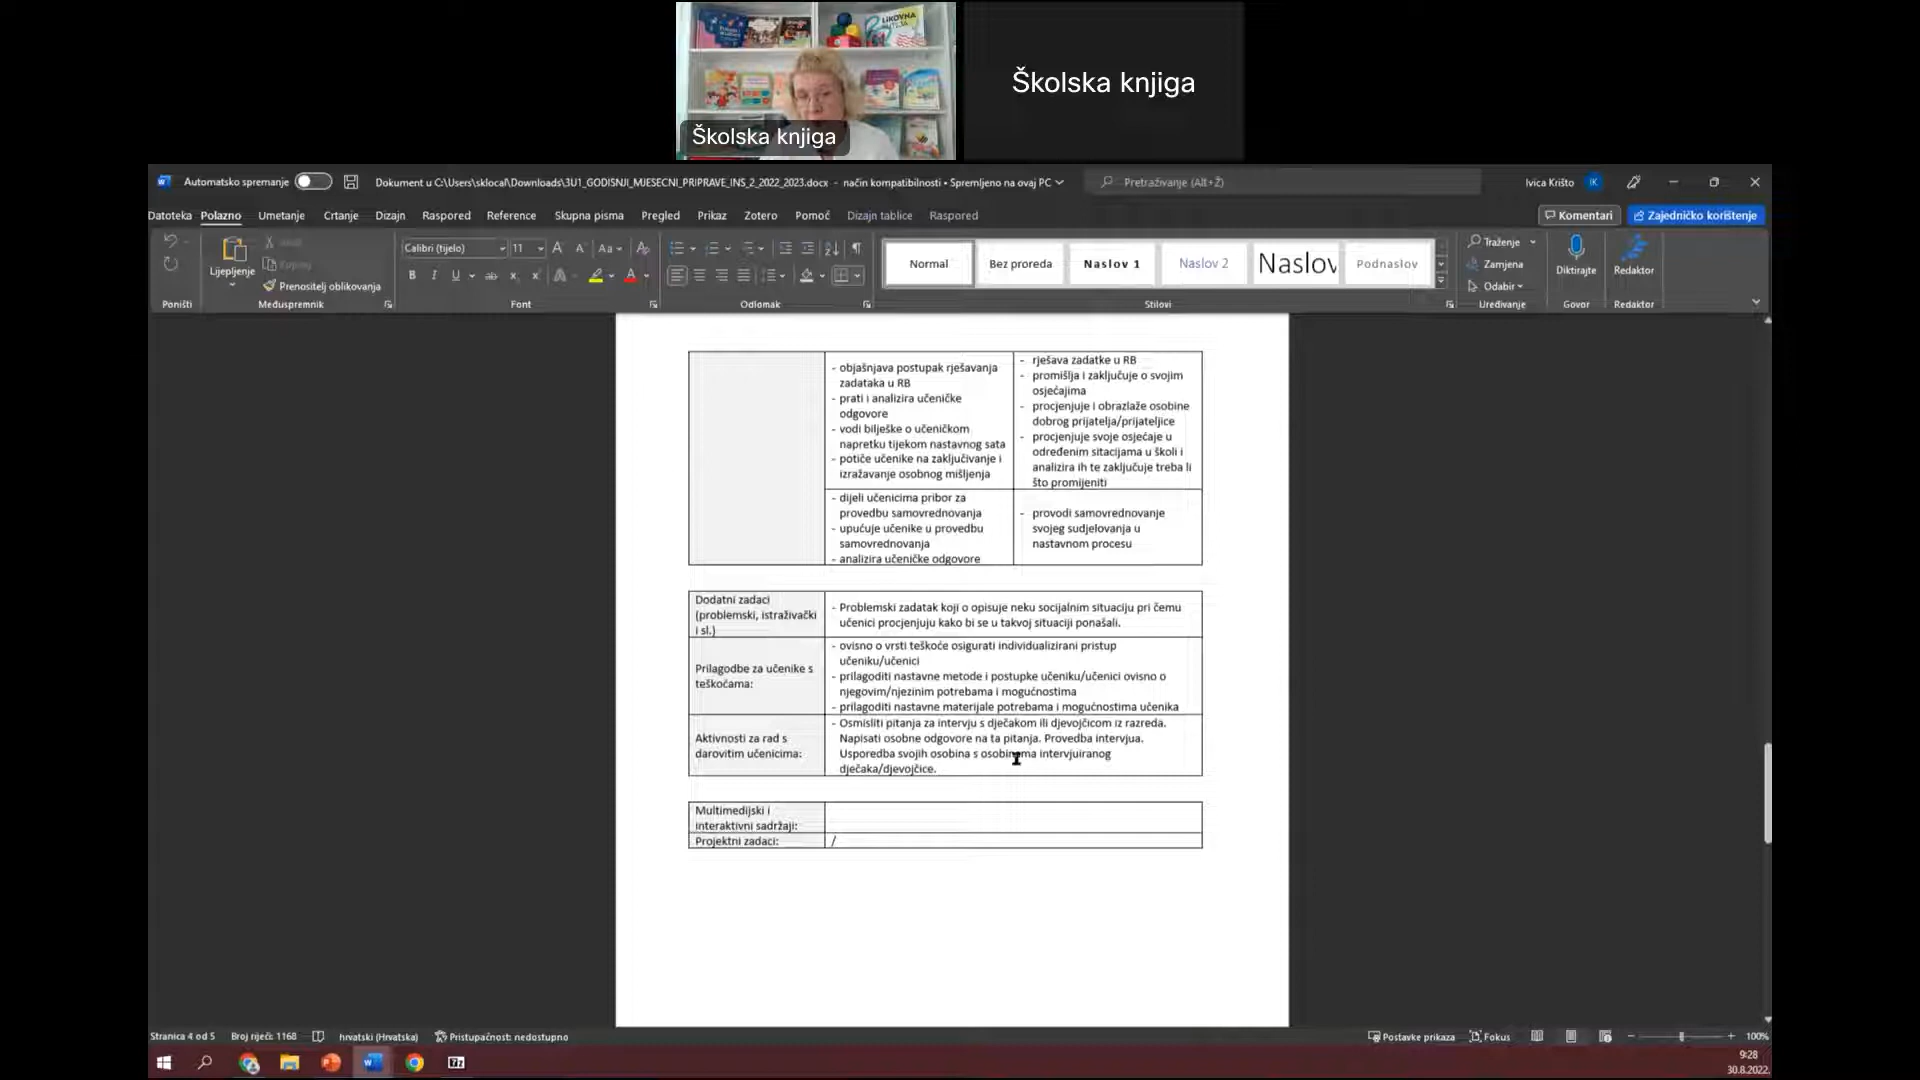 LIKOVNA
Školska knjiga
Školska knjiga
Automatsko spremanje
Dokument u C:\Users\sklocal\Downloads\3U1_GODISNJI_MJESECNI_PRIPRAVE_INS_2_2022_2023.docx - način kompatibilnosti • Spremljeno na ovaj PC
Pretraživanje (Alt+Ž)
Ivica Krišto IK
Datoteka Polazno Umetanje Crtanje Dizajn Raspored Reference Skupna pisma Pregled Prikaz Zotero Pomoć Dizajn tablice Raspored
Komentari Zajedničko korištenje
Lijepljenje
Prenositelj oblikovanja
Calibri (tijelo) 11
Normal Bez proreda Naslov 1 Naslov 2 Naslov Podnaslov
Traženje
Zamjena
Odabir
Diktirajte
Redaktor
Poništi Međuspremnik Font Odlomak Stilovi Uređivanje Govor Redaktor
- objašnjava postupak rješavanja
zadataka u RB
- prati i analizira učeničke
odgovore
- vodi bilješke o učeničkom
napretku tijekom nastavnog sata
- potiče učenike na zaključivanje i
izražavanje osobnog mišljenja
- rješava zadatke u RB
- promišlja i zaključuje o svojim
osjećajima
- procjenjuje i obrazlaže osobine
dobrog prijatelja/prijateljice
- procjenjuje svoje osjećaje u
određenim sitacijama u školi i
analizira ih te zaključuje treba li
što promijeniti
- dijeli učenicima pribor za
provedbu samovrednovanja
- upućuje učenike u provedbu
samovrednovanja
- analizira učeničke odgovore
- provodi samovrednovanje
svojeg sudjelovanja u
nastavnom procesu
Dodatni zadaci
(problemski, istraživački
i sl.)
- Problemski zadatak koji o opisuje neku socijalnim situaciju pri čemu
učenici procjenjuju kako bi se u takvoj situaciji ponašali.
Prilagodbe za učenike s
teškoćama:
- ovisno o vrsti teškoće osigurati individualizirani pristup
učeniku/učenici
- prilagoditi nastavne metode i postupke učeniku/učenici ovisno o
njegovim/njezinim potrebama i mogućnostima
- prilagoditi nastavne materijale potrebama i mogućnostima učenika
Aktivnosti za rad s
darovitim učenicima:
- Osmisliti pitanja za intervju s dječakom ili djevojčicom iz razreda.
Napisati osobne odgovore na ta pitanja. Provedba intervjua.
Usporedba svojih osobina s osobinama intervjuiranog
dječaka/djevojčice.
Multimedijski i
interaktivni sadržaji:
Projektni zadaci: /
Stranica 4 od 5 Broj riječi: 1168 hrvatski (Hrvatska) Pristupačnost: nedostupno
Postavke prikaza Fokus 100%
9:28
30.8.2022.